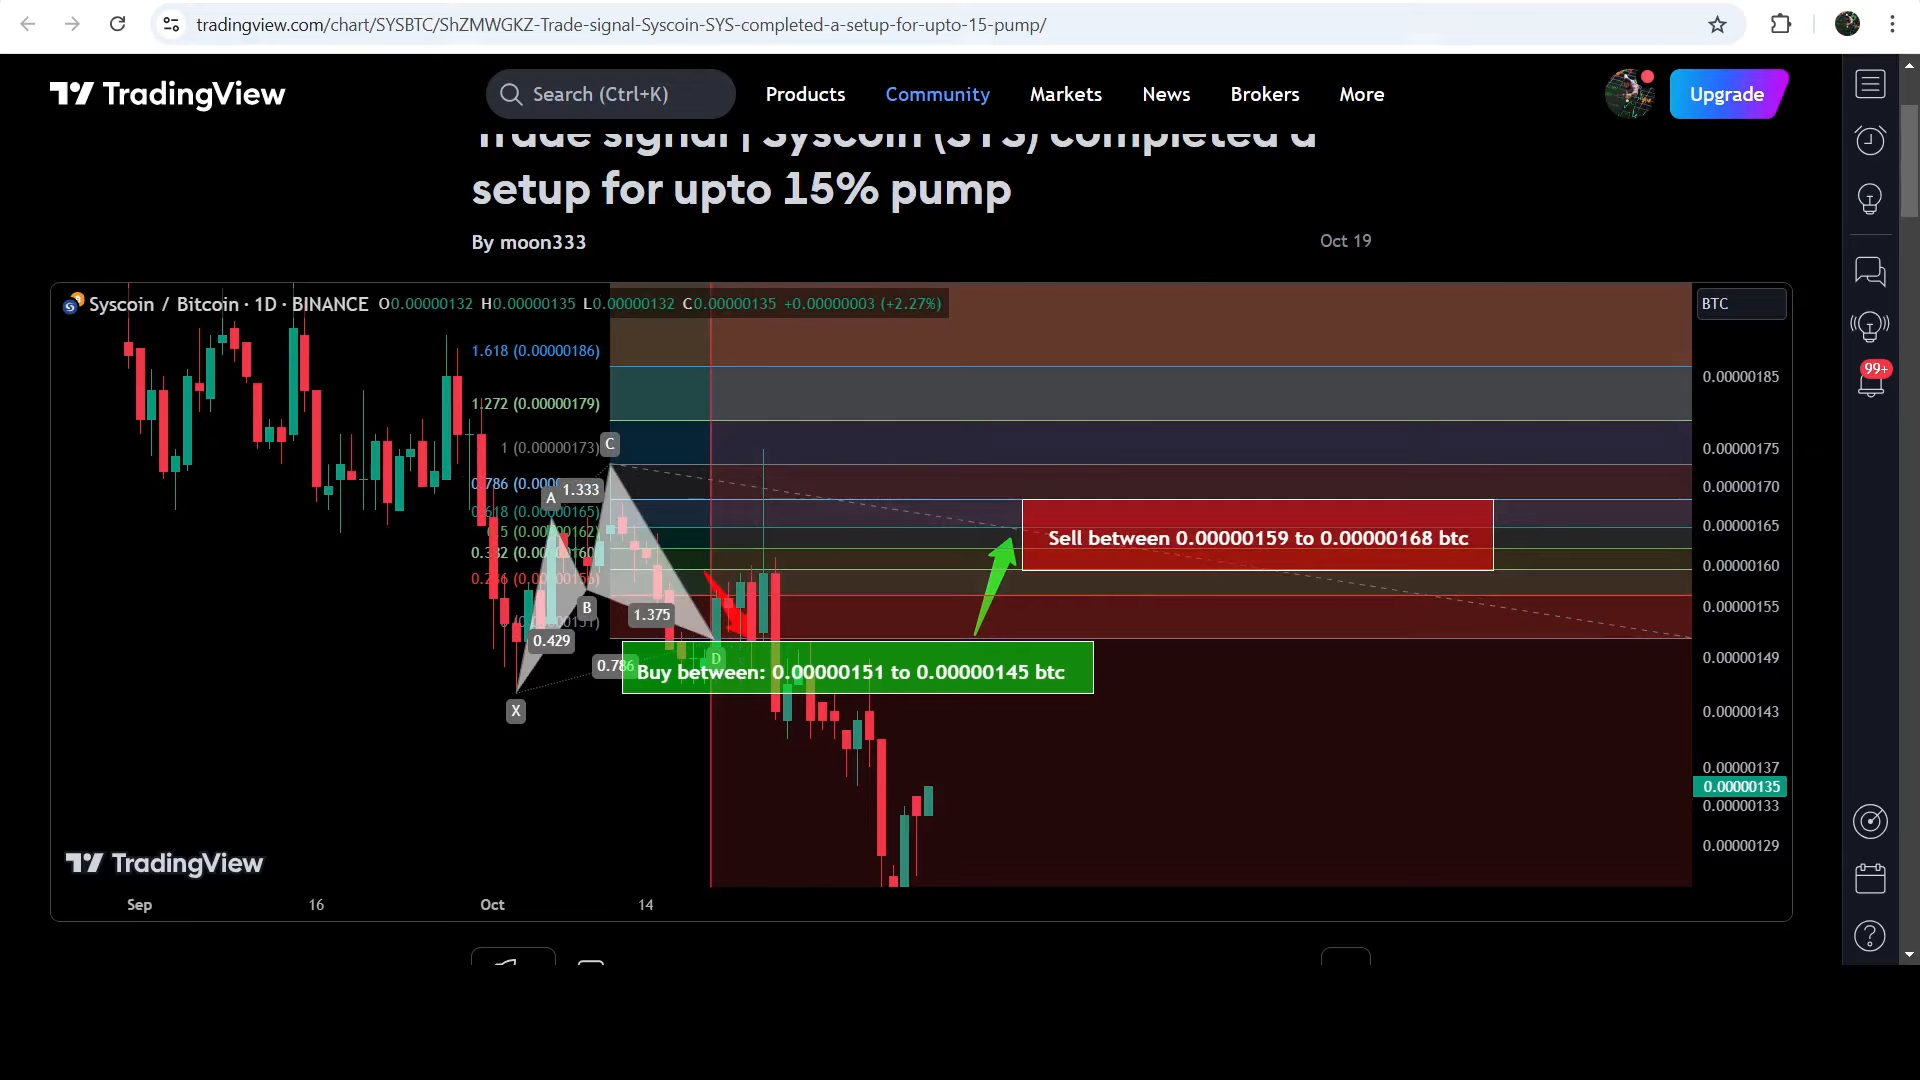 tradingview.com/chart/SYSBTC/ShZMWGKZ-Trade-signal-Syscoin-SYS-completed-a-setup-for-upto-15-pump/
TradingView
Search (Ctrl+K)
Products
Community
Markets
News
Brokers
More
Upgrade
Trade signal | Syscoin (SYS) completed a
setup for upto 15% pump
By moon333
Oct 19
Syscoin / Bitcoin · 1D · BINANCE O0.00000132 H0.00000135 L0.00000132 C0.00000135 +0.00000003 (+2.27%)
BTC
1.618 (0.00000186)
1.272 (0.00000179)
1 (0.00000173)
C
A
1.333
B
1.375
0.429
X
D
Sell between 0.00000159 to 0.00000168 btc
Buy between: 0.00000151 to 0.00000145 btc
0.00000185
0.00000175
0.00000170
0.00000165
0.00000160
0.00000155
0.00000149
0.00000143
0.00000137
0.00000135
0.00000133
0.00000129
99+
TradingView
Sep
16
Oct
14